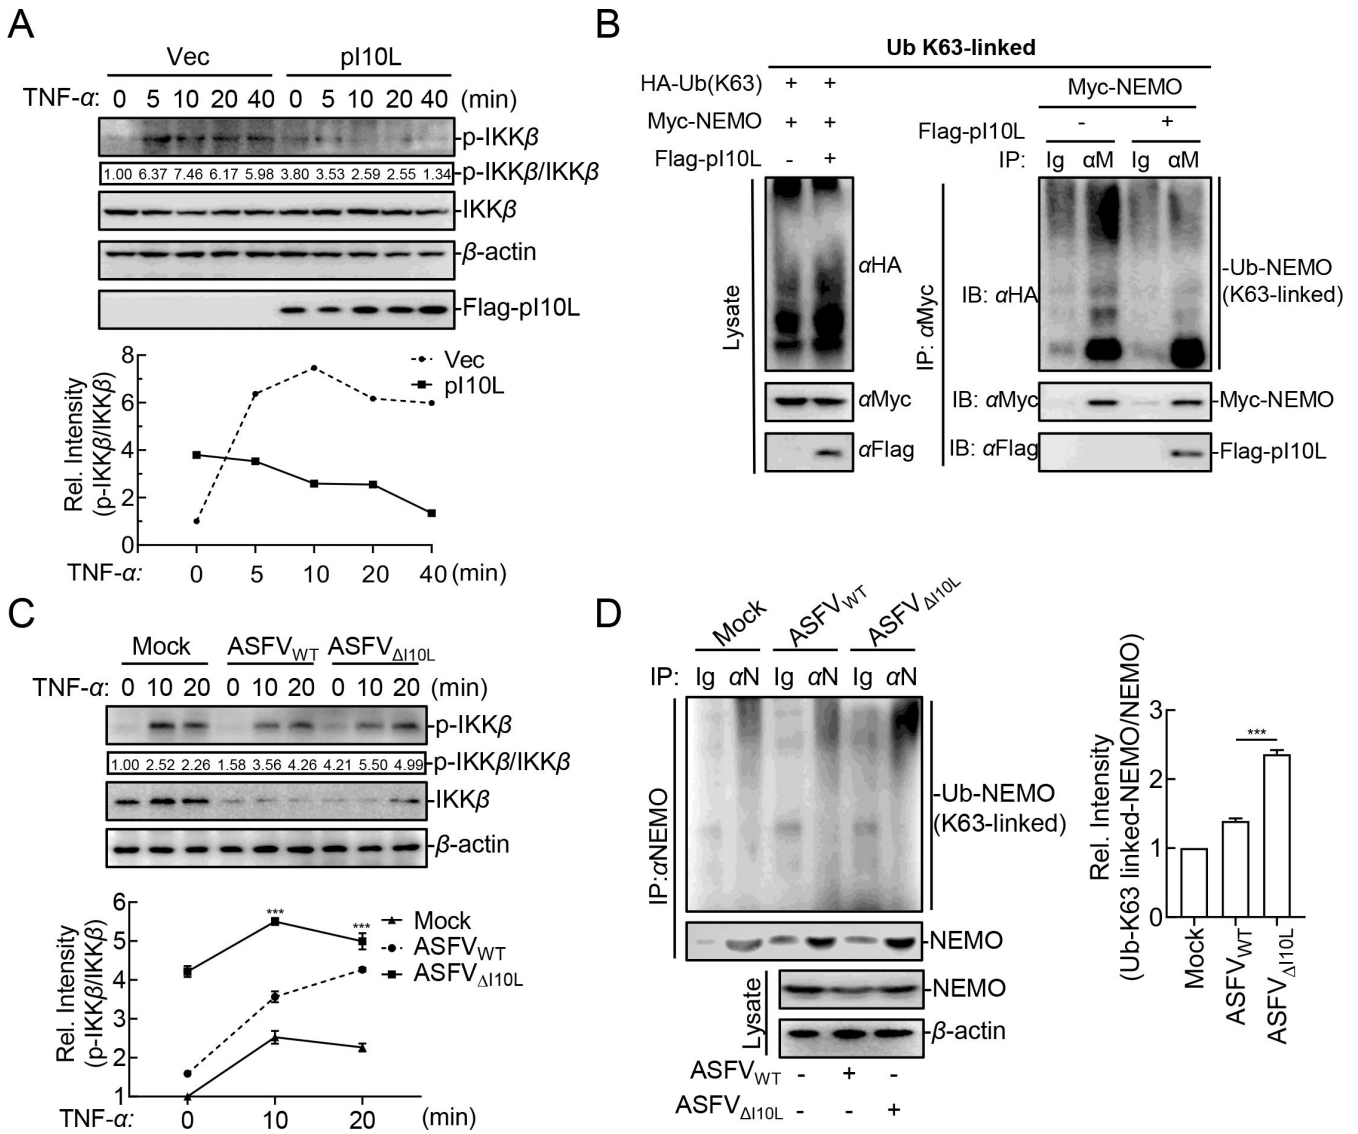 A
Vec pI10L
TNF-α: 0 5 10 20 40 0 5 10 20 40 (min)
-p-IKKβ
1.00 6.37 7.46 6.17 5.98 3.80 3.53 2.59 2.55 1.34 -p-IKKβ/IKKβ
-IKKβ
-β-actin
-Flag-pI10L
Rel. Intensity
(p-IKKβ/IKKβ)
8
6
4
2
0
Vec
pI10L
TNF-α: 0 5 10 20 40 (min)
B
Ub K63-linked
HA-Ub(K63) + +
Myc-NEMO + +
Flag-pI10L - +
Lysate
αHA
αMyc
αFlag
Myc-NEMO
Flag-pI10L - +
IP: Ig αM Ig αM
IP: αMyc
IB: αHA
-Ub-NEMO
(K63-linked)
IB: αMyc -Myc-NEMO
IB: αFlag -Flag-pI10L
C
Mock ASFVWT ASFVΔI10L
TNF-α: 0 10 20 0 10 20 0 10 20 (min)
-p-IKKβ
1.00 2.52 2.26 1.58 3.56 4.26 4.21 5.50 4.99 -p-IKKβ/IKKβ
-IKKβ
-β-actin
Rel. Intensity
(p-IKKβ/IKKβ)
6
5
4
3
2
1
*** ***
Mock
ASFVWT
ASFVΔI10L
TNF-α: 0 10 20 (min)
D
Mock ASFVWT ASFVΔI10L
IP: Ig αN Ig αN Ig αN
IP:αNEMO
-Ub-NEMO
(K63-linked)
-NEMO
Lysate
-NEMO
-β-actin
ASFVWT - + -
ASFVΔI10L - - +
Rel. Intensity
(Ub-K63 linked-NEMO/NEMO)
3
2
1
0
***
Mock
ASFVWT
ASFVΔI10L